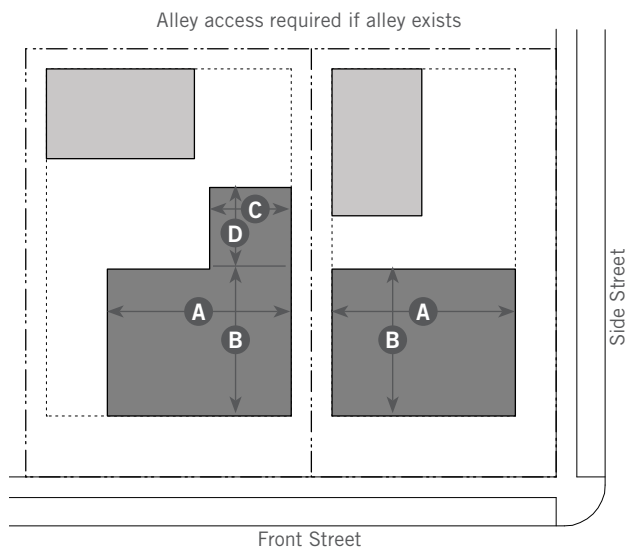 Alley access required if alley exists
C
D
A
B
A
B
Side Street
Front Street